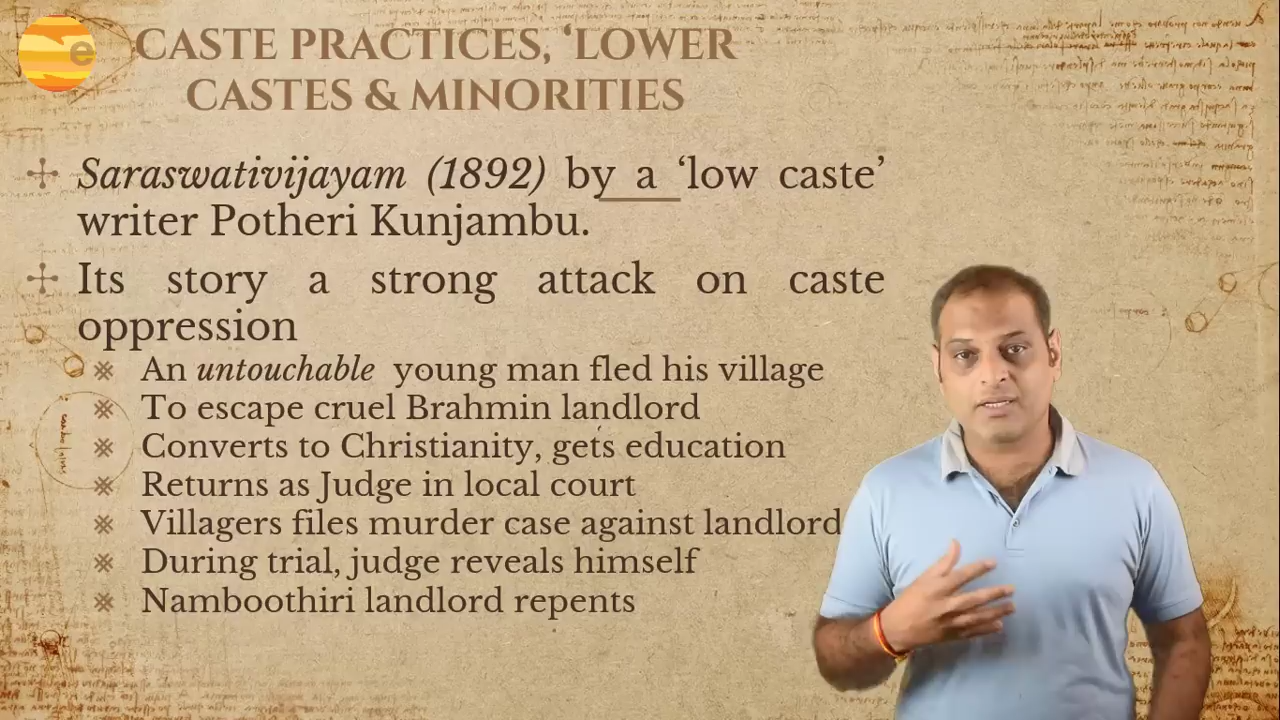 e
CASTE PRACTICES, ‘LOWER
CASTES & MINORITIES
Saraswativijayam (1892) by a ‘low caste’
writer Potheri Kunjambu.
Its story a strong attack on caste
oppression
An untouchable young man fled his village
To escape cruel Brahmin landlord
Converts to Christianity, gets education
Returns as Judge in local court
Villagers files murder case against landlord
During trial, judge reveals himself
Namboothiri landlord repents